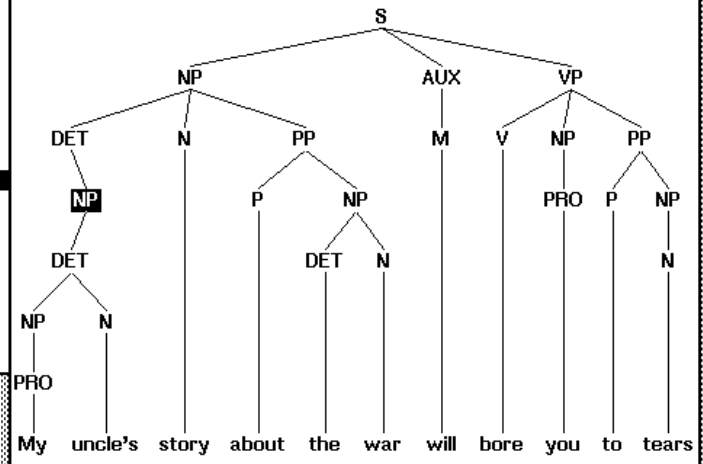 S
NP AUX VP
DET N PP M V NP PP
NP P NP PRO P NP
DET DET N N
NP N
PRO
My uncle's story about the war will bore you to tears